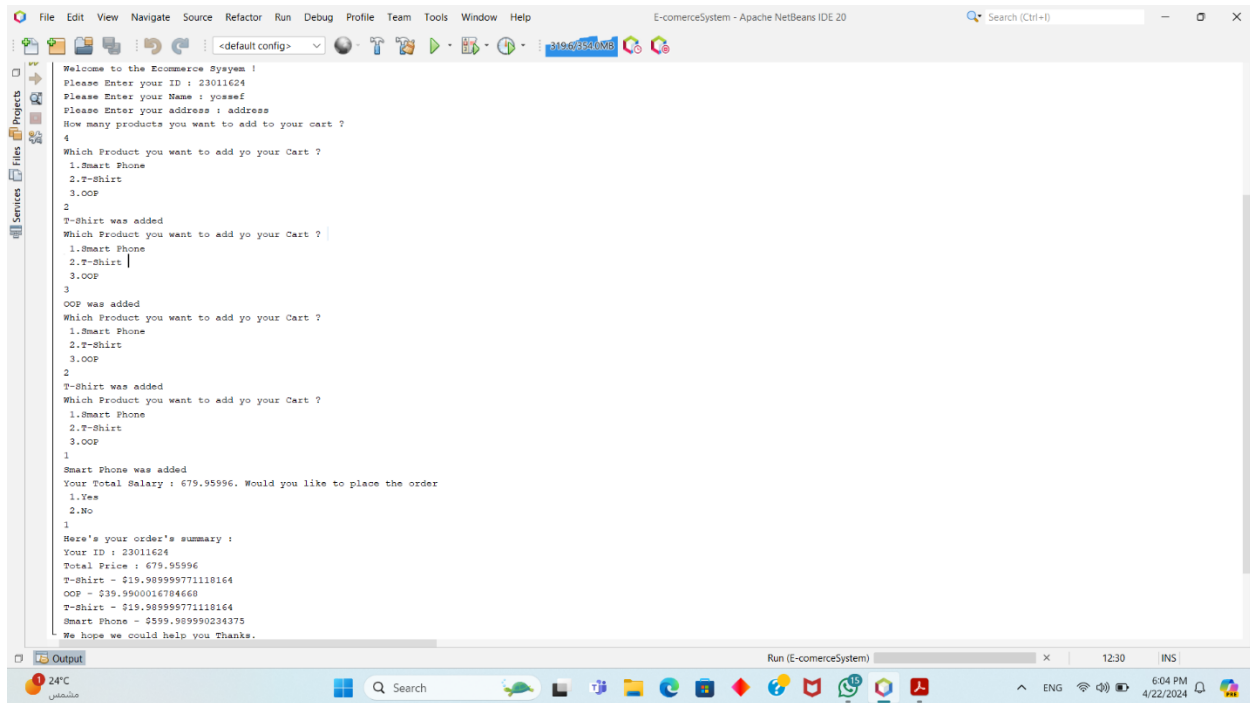 File Edit View Navigate Source Refactor Run Debug Profile Team Tools Window Help
E-comerceSystem - Apache NetBeans IDE 20
Search (Ctrl+I)
<default config>
319.6/354.0MB
Projects
Files
Services
Welcome to the Ecommerce Sysyem !
Please Enter your ID : 23011624
Please Enter your Name : yossef
Please Enter your address : address
How many products you want to add to your cart ?
4
Which Product you want to add yo your Cart ?
1.Smart Phone
2.T-Shirt
3.OOP
2
T-Shirt was added
Which Product you want to add yo your Cart ?
1.Smart Phone
2.T-Shirt
3.OOP
3
OOP was added
Which Product you want to add yo your Cart ?
1.Smart Phone
2.T-Shirt
3.OOP
2
T-Shirt was added
Which Product you want to add yo your Cart ?
1.Smart Phone
2.T-Shirt
3.OOP
1
Smart Phone was added
Your Total Salary : 679.95996. Would you like to place the order
1.Yes
2.No
1
Here's your order's summary :
Your ID : 23011624
Total Price : 679.95996
T-Shirt - $19.989999771118164
OOP - $39.9900016784668
T-Shirt - $19.989999771118164
Smart Phone - $599.989990234375
We hope we could help you Thanks.
Output
Run (E-comerceSystem)
12:30
INS
1
24°C
مشمس
Search
15
ENG
6:04 PM
4/22/2024
PRE